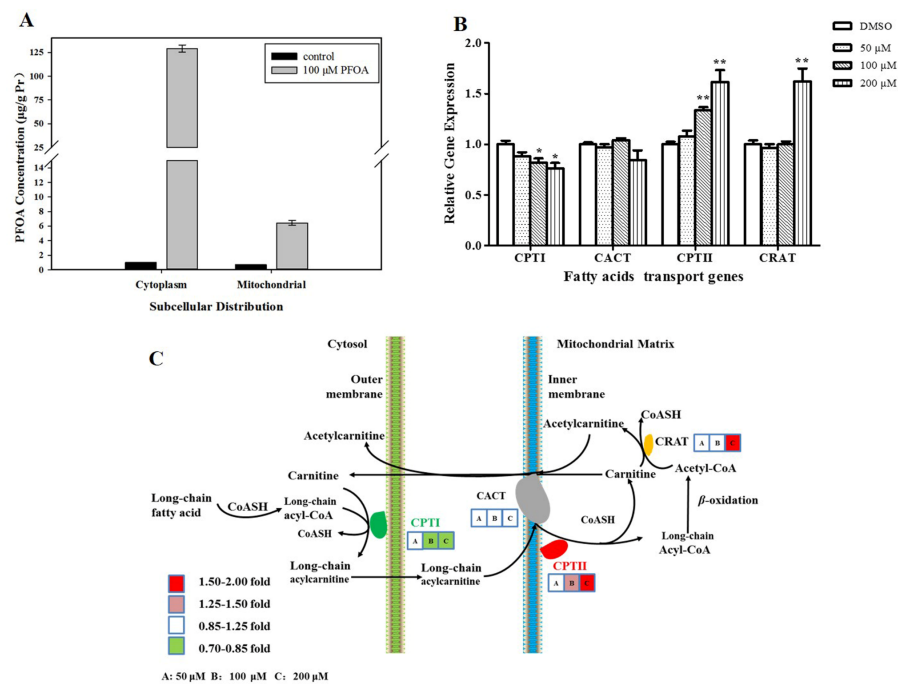 A
PFOA Concentration (µg/g Pr)
125
100
75
50
25
14
12
10
8
6
4
2
0
control
100 µM PFOA
Cytoplasm
Mitochondrial
Subcellular Distribution
B
Relative Gene Expression
2.0
1.5
1.0
0.5
0.0
*
*
**
**
**
DMSO
50 µM
100 µM
200 µM
CPTI
CACT
CPTII
CRAT
Fatty acids transport genes
C
Cytosol
Mitochondrial Matrix
Outer
membrane
Inner
membrane
CoASH
Acetylcarnitine
Acetylcarnitine
CRAT
A B C
Carnitine
Carnitine
Acetyl-CoA
Long-chain
fatty acid
CoASH
Long-chain
acyl-CoA
CoASH
CACT
A B C
CPTI
A B C
CoASH
β-oxidation
Long-chain
Acyl-CoA
Long-chain
acylcarnitine
Long-chain
acylcarnitine
CPTII
A B C
1.50-2.00 fold
1.25-1.50 fold
0.85-1.25 fold
0.70-0.85 fold
A: 50 µM B: 100 µM C: 200 µM